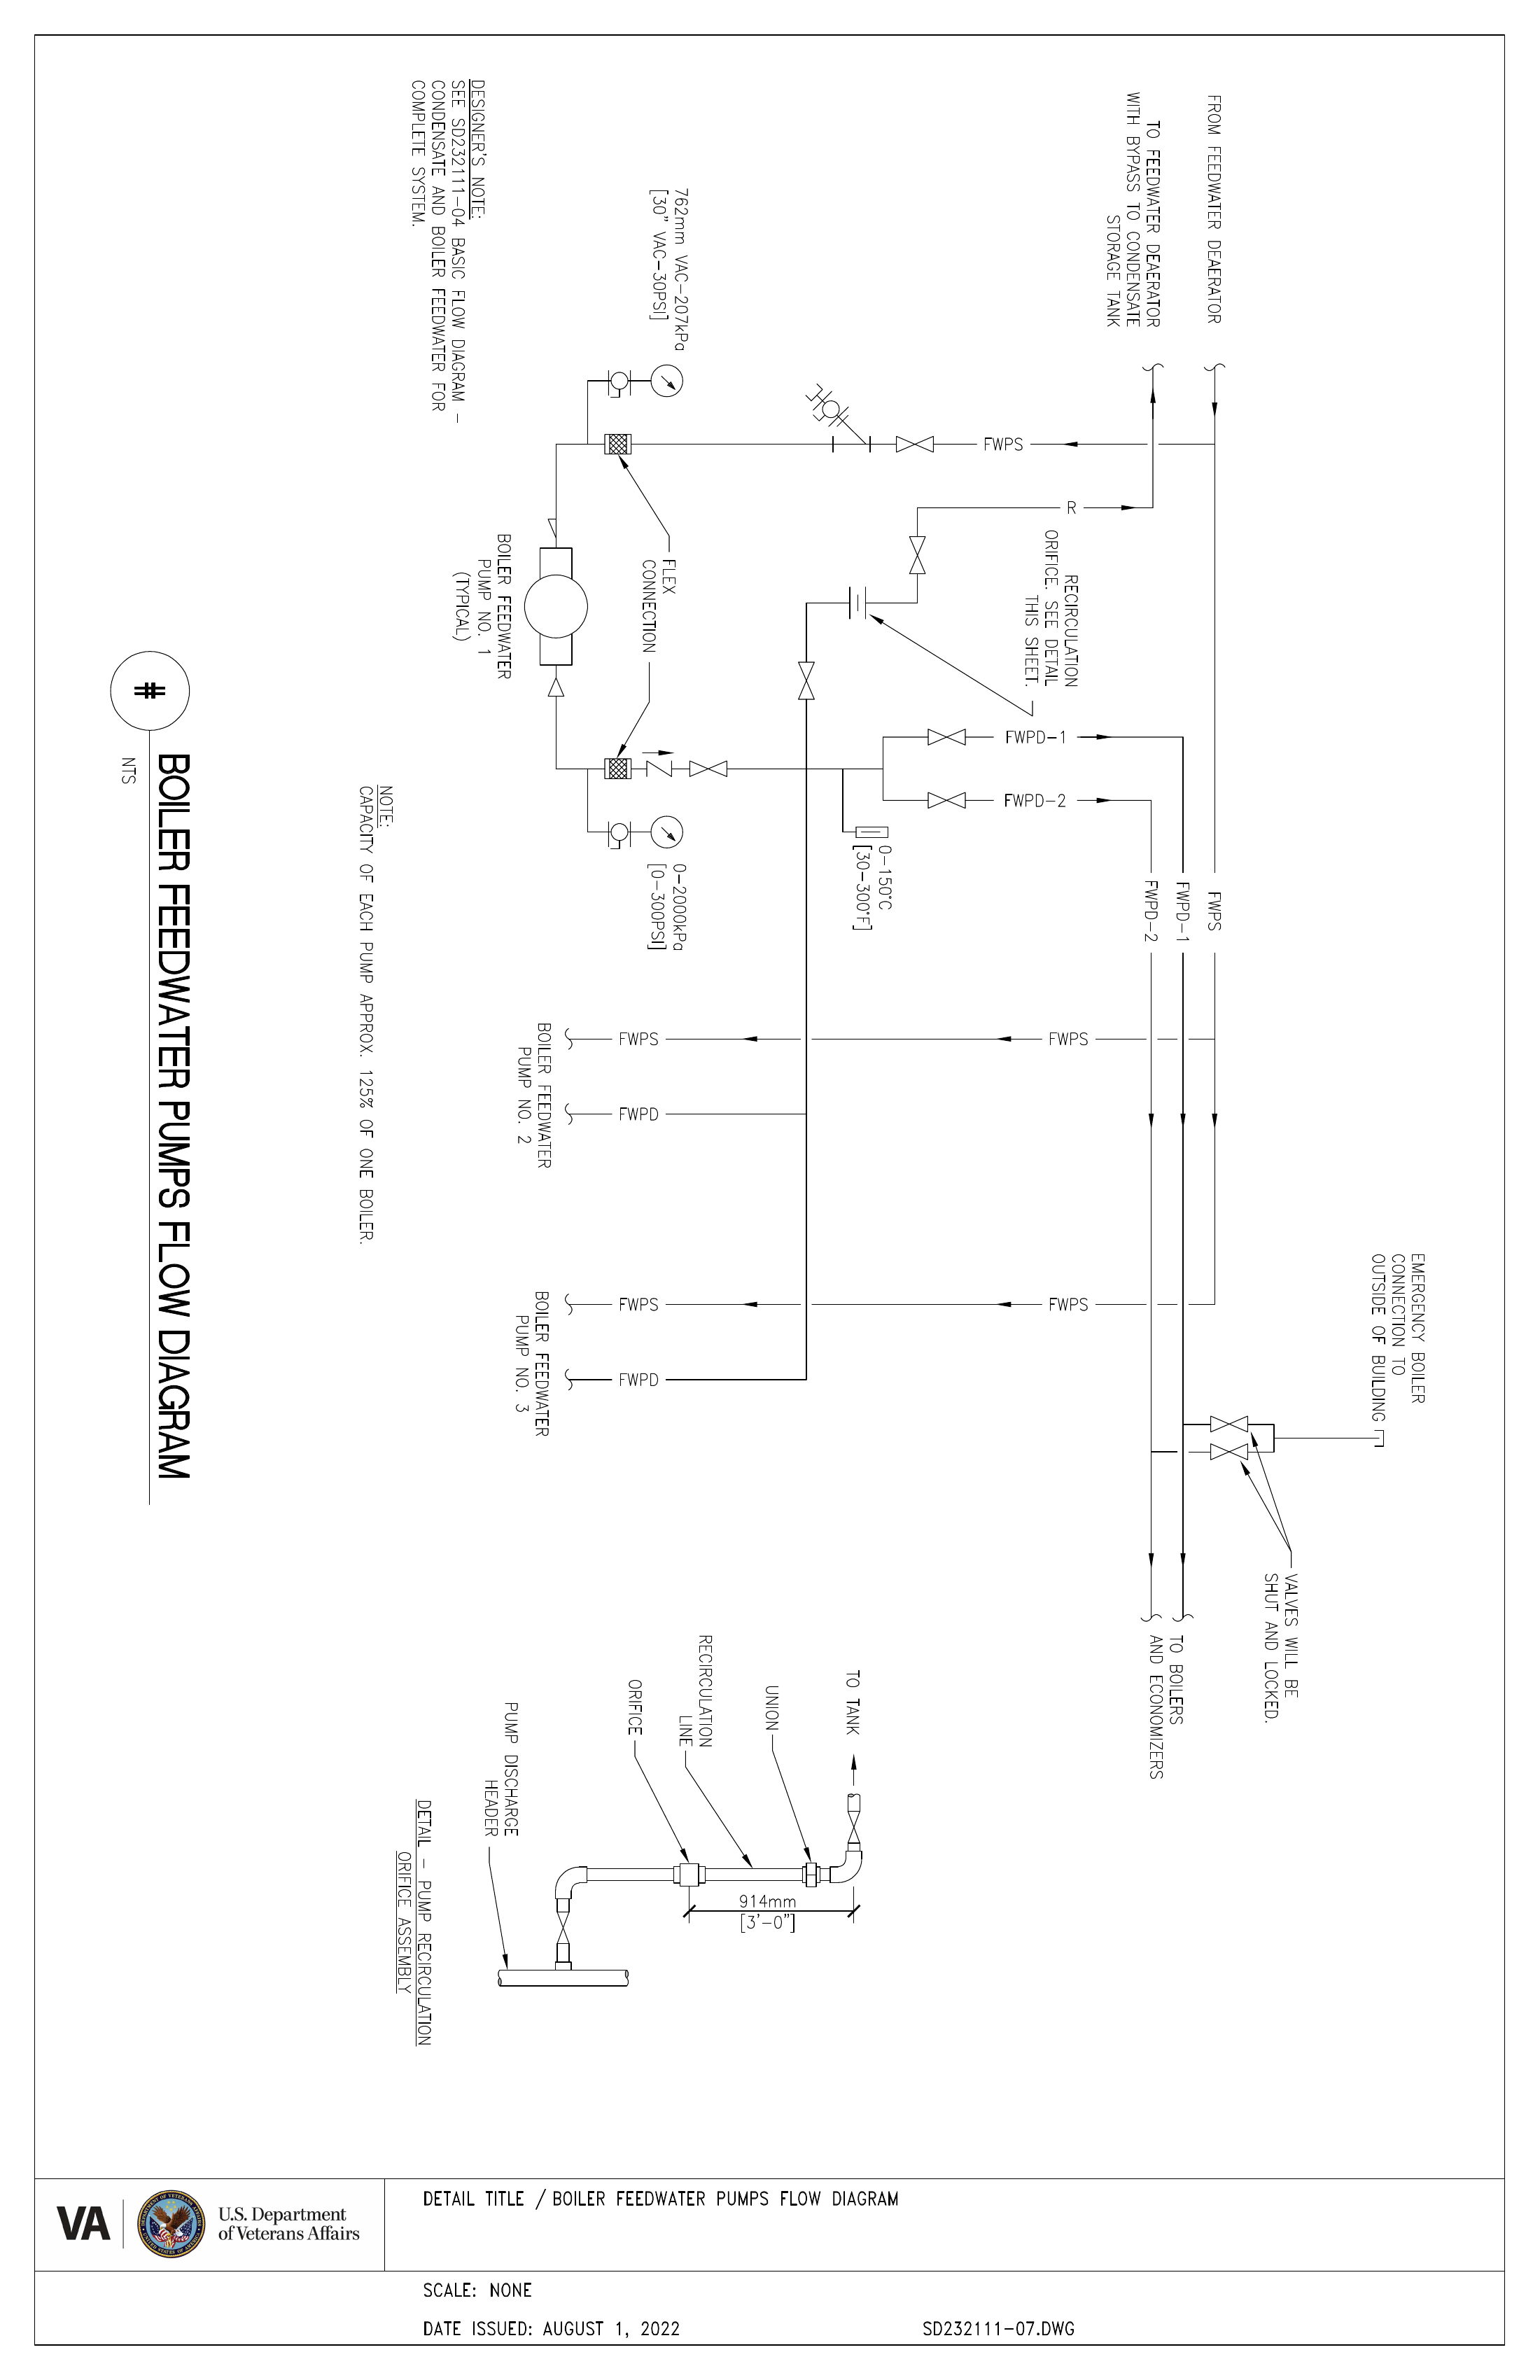 EMERGENCY BOILER
CONNECTION TO
OUTSIDE OF BUILDING
VALVES WILL BE
SHUT AND LOCKED.
FROM FEEDWATER DEAERATOR
TO FEEDWATER DEAERATOR
WITH BYPASS TO CONDENSATE
STORAGE TANK
FWPS
FWPD-1
FWPD-2
TO BOILERS
AND ECONOMIZERS
FWPS
R
RECIRCULATION
ORIFICE. SEE DETAIL
THIS SHEET.
FWPD-1
FWPD-2
FWPS
FWPS
0-150°C
[30-300°F]
762mm VAC-207kPa
[30" VAC-30PSI]
FLEX
CONNECTION
0-2000kPa
[0-300PSI]
FWPS
FWPD
FWPS
FWPD
BOILER FEEDWATER
PUMP NO. 1
(TYPICAL)
BOILER FEEDWATER
PUMP NO. 2
BOILER FEEDWATER
PUMP NO. 3
TO TANK
UNION
RECIRCULATION
LINE
ORIFICE
914mm
[3'-0"]
PUMP DISCHARGE
HEADER
DETAIL - PUMP RECIRCULATION
ORIFICE ASSEMBLY
DESIGNER'S NOTE:
SEE SD232111-04 BASIC FLOW DIAGRAM -
CONDENSATE AND BOILER FEEDWATER FOR
COMPLETE SYSTEM.
NOTE:
CAPACITY OF EACH PUMP APPROX. 125% OF ONE BOILER.
#
BOILER FEEDWATER PUMPS FLOW DIAGRAM
NTS
VA
U.S. Department
of Veterans Affairs
DETAIL TITLE / BOILER FEEDWATER PUMPS FLOW DIAGRAM
SCALE: NONE
DATE ISSUED: AUGUST 1, 2022
SD232111-07.DWG